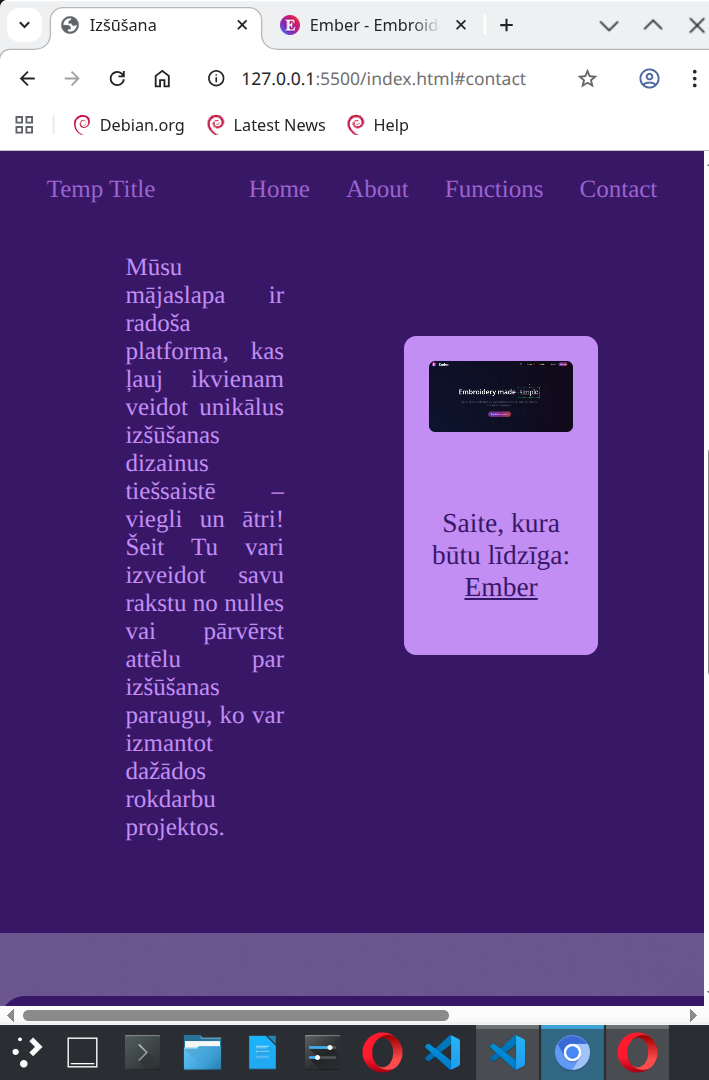 Izšūšana
Ember - Embroid
127.0.0.1:5500/index.html#contact
Debian.org
Latest News
Help
Temp Title
Home
About
Functions
Contact
Mūsu
mājaslapa ir
radoša
platforma, kas
ļauj ikvienam
veidot unikālus
izšūšanas
dizainus
tiešsaistē –
viegli un ātri!
Šeit Tu vari
izveidot savu
rakstu no nulles
vai pārvērst
attēlu par
izšūšanas
paraugu, ko var
izmantot
dažādos
rokdarbu
projektos.
Embroidery made simple
Saite, kura
būtu līdzīga:
Ember